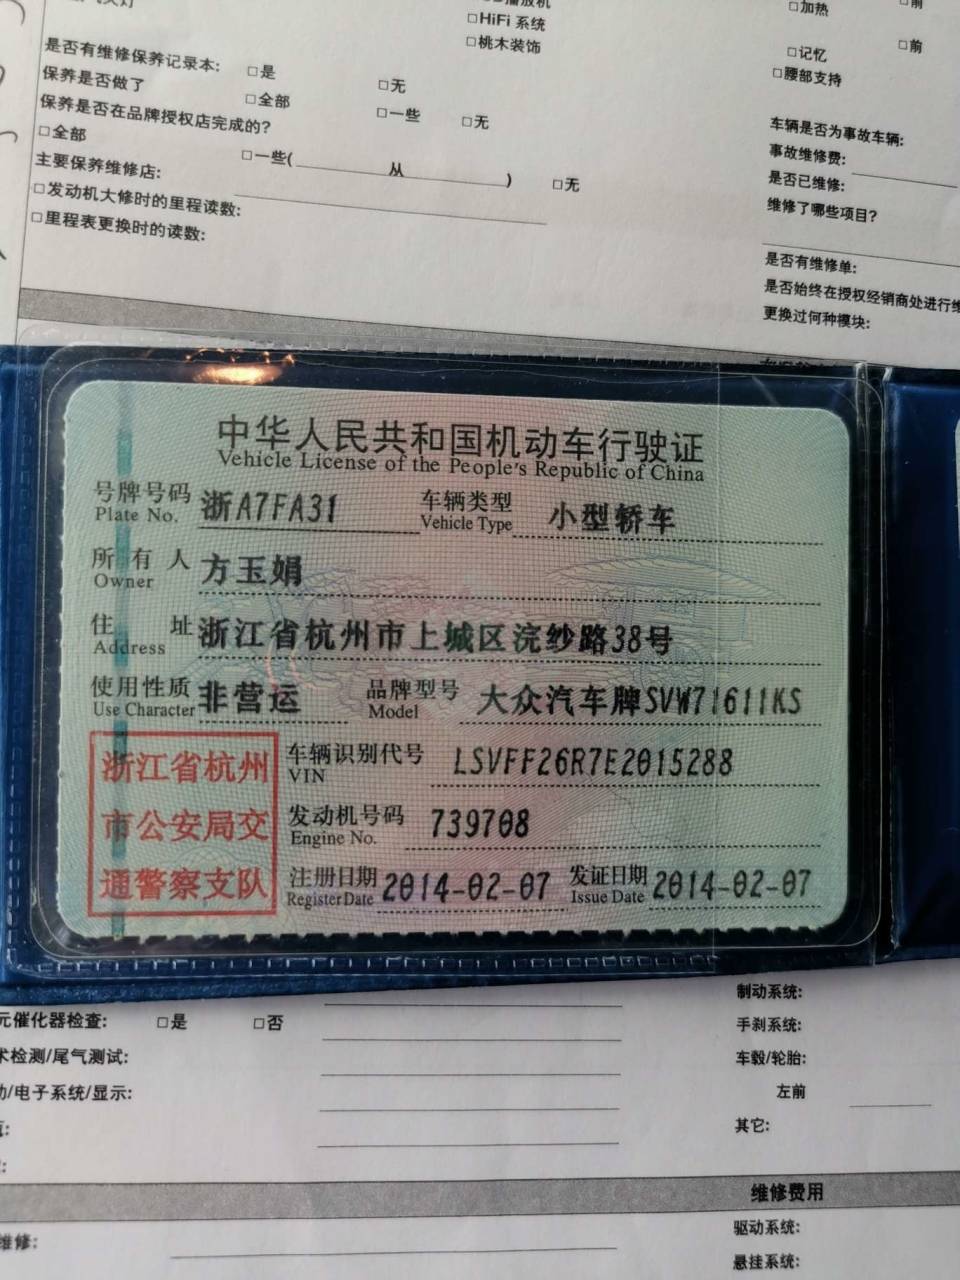 HiFi 系统
桃木装饰
加热
前
记忆
前
腰部支持
是否有维修保养记录本: □是 □无
保养是否做了 □全部 □一些 □无
保养是否在品牌授权店完成的?
□全部 □一些( 从 ) □无
主要保养维修店:
□发动机大修时的里程读数:
□里程表更换时的读数:
车辆是否为事故车辆:
事故维修费:
是否已维修:
维修了哪些项目?
是否有维修单:
是否始终在授权经销商处进行维
更换过何种模块:
中华人民共和国机动车行驶证
Vehicle License of the People's Republic of China
号牌号码 浙A7FA31 车辆类型 小型轿车
Plate No. Vehicle Type
所有人 方玉娟
Owner
住址 浙江省杭州市上城区浣纱路38号
Address
使用性质 非营运 品牌型号 大众汽车牌SVW71611KS
Use Character Model
浙江省杭州
市公安局交
通警察支队
车辆识别代号 LSVFF26R7E2015288
VIN
发动机号码 739708
Engine No.
注册日期 2014-02-07 发证日期 2014-02-07
Register Date Issue Date
元催化器检查: □是 □否
术检测/尾气测试:
/电子系统/显示:
制动系统:
手刹系统:
车毂/轮胎:
左前
其它:
维修费用
维修:
驱动系统:
悬挂系统: